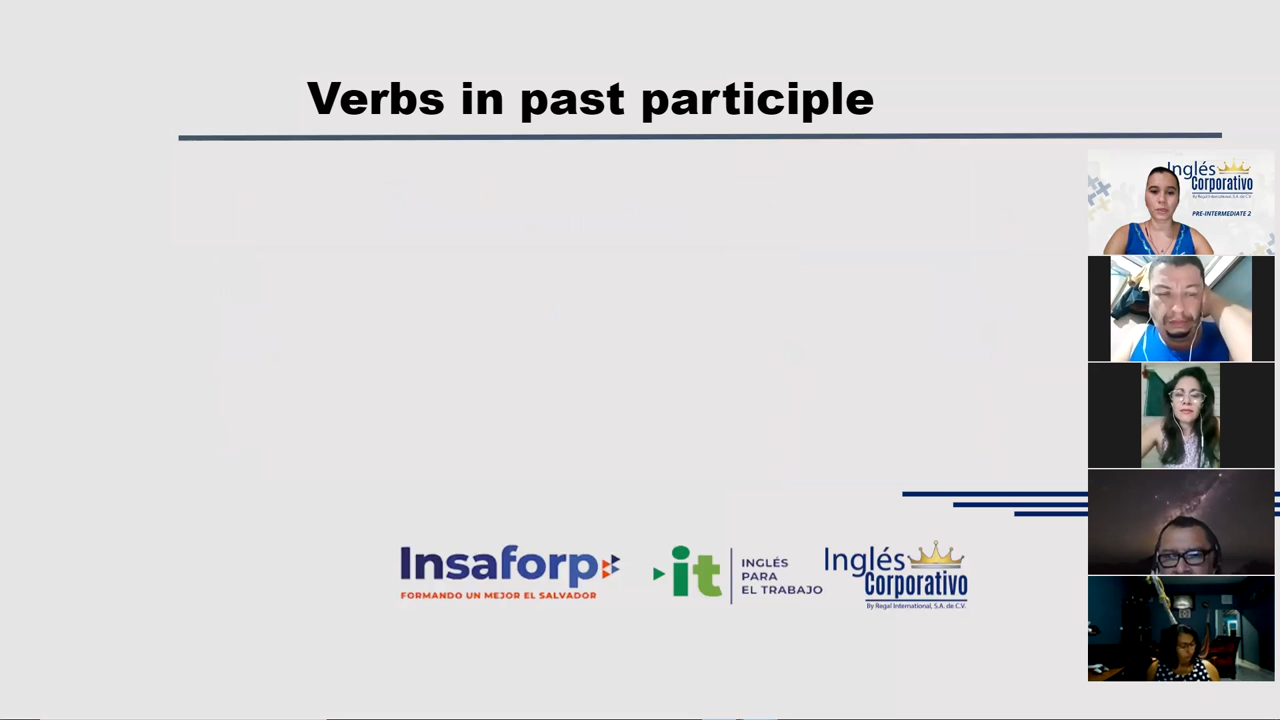 Verbs in past participle
Inglés
Corporativo
By Regal International, S.A. de C.V.
PRE-INTERMEDIATE 2
Insaforp
FORMANDO UN MEJOR EL SALVADOR
it
INGLÉS
PARA
EL TRABAJO
Inglés
Corporativo
By Regal International, S.A. de C.V.